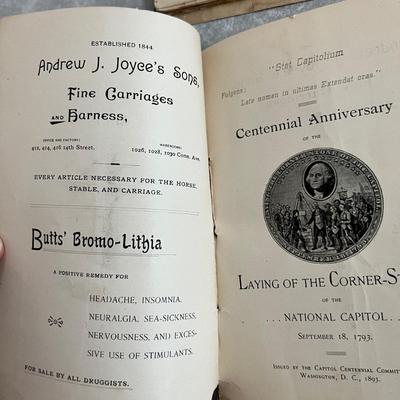 ESTABLISHED 1844.
Andrew J. Joyce's Sons,
Fine Carriages
AND Harness,
OFFICE AND FACTORY:
412, 414, 416 14th Street.
WAREROOMS:
1026, 1028, 1030 Conn. Ave.
EVERY ARTICLE NECESSARY FOR THE HORSE,
STABLE, AND CARRIAGE.
Butts' Bromo-Lithia
A POSITIVE REMEDY FOR
HEADACHE, INSOMNIA,
NEURALGIA, SEA-SICKNESS,
NERVOUSNESS, AND EXCES-
SIVE USE OF STIMULANTS.
FOR SALE BY ALL DRUGGISTS.
"Stat Capitolium
Fulgens;
Late nomen in ultimas Extendat oras."
Centennial Anniversary
OF THE
LAYING OF THE CORNER-S
OF THE
... NATIONAL CAPITOL ...
SEPTEMBER 18, 1793.
ISSUED BY THE CAPITOL CENTENNIAL COMMITT
WASHINGTON, D. C., 1893.